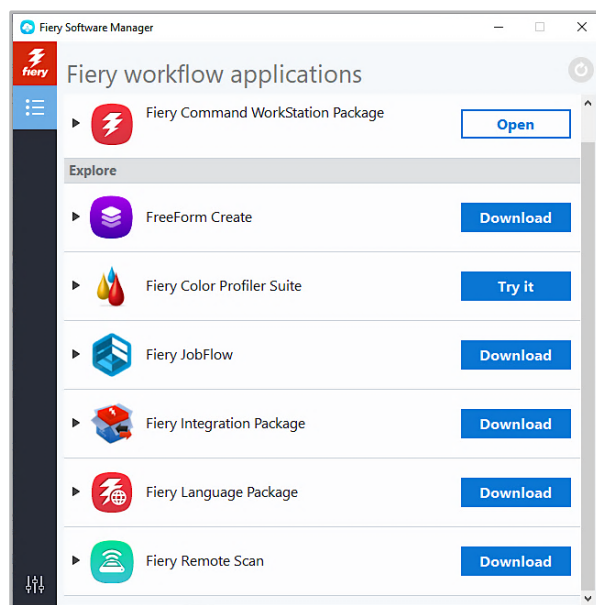 Fiery Software Manager
fiery
Fiery workflow applications
Fiery Command WorkStation Package
Open
Explore
FreeForm Create
Download
Fiery Color Profiler Suite
Try it
Fiery JobFlow
Download
Fiery Integration Package
Download
Fiery Language Package
Download
Fiery Remote Scan
Download